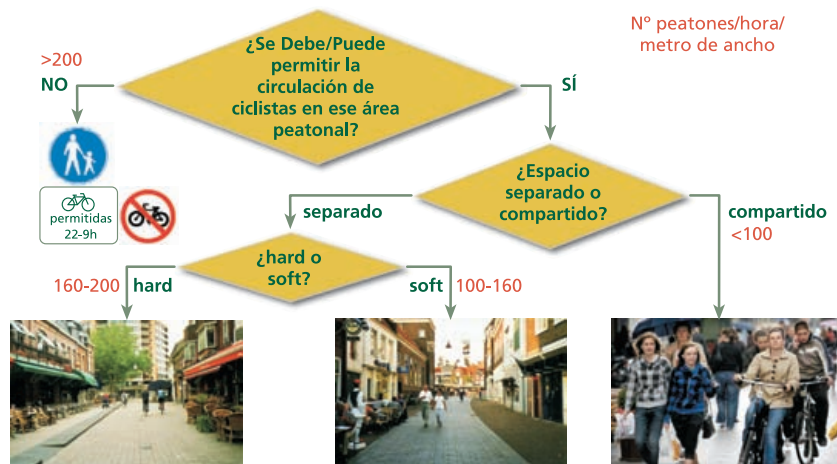 ¿Se Debe/Puede
permitir la
circulación de
ciclistas en ese área
peatonal?
Nº peatones/hora/
metro de ancho
>200
NO
SÍ
¿Espacio
separado o
compartido?
permitidas
22-9h
separado
compartido
<100
¿hard o
soft?
160-200 hard
soft 100-160